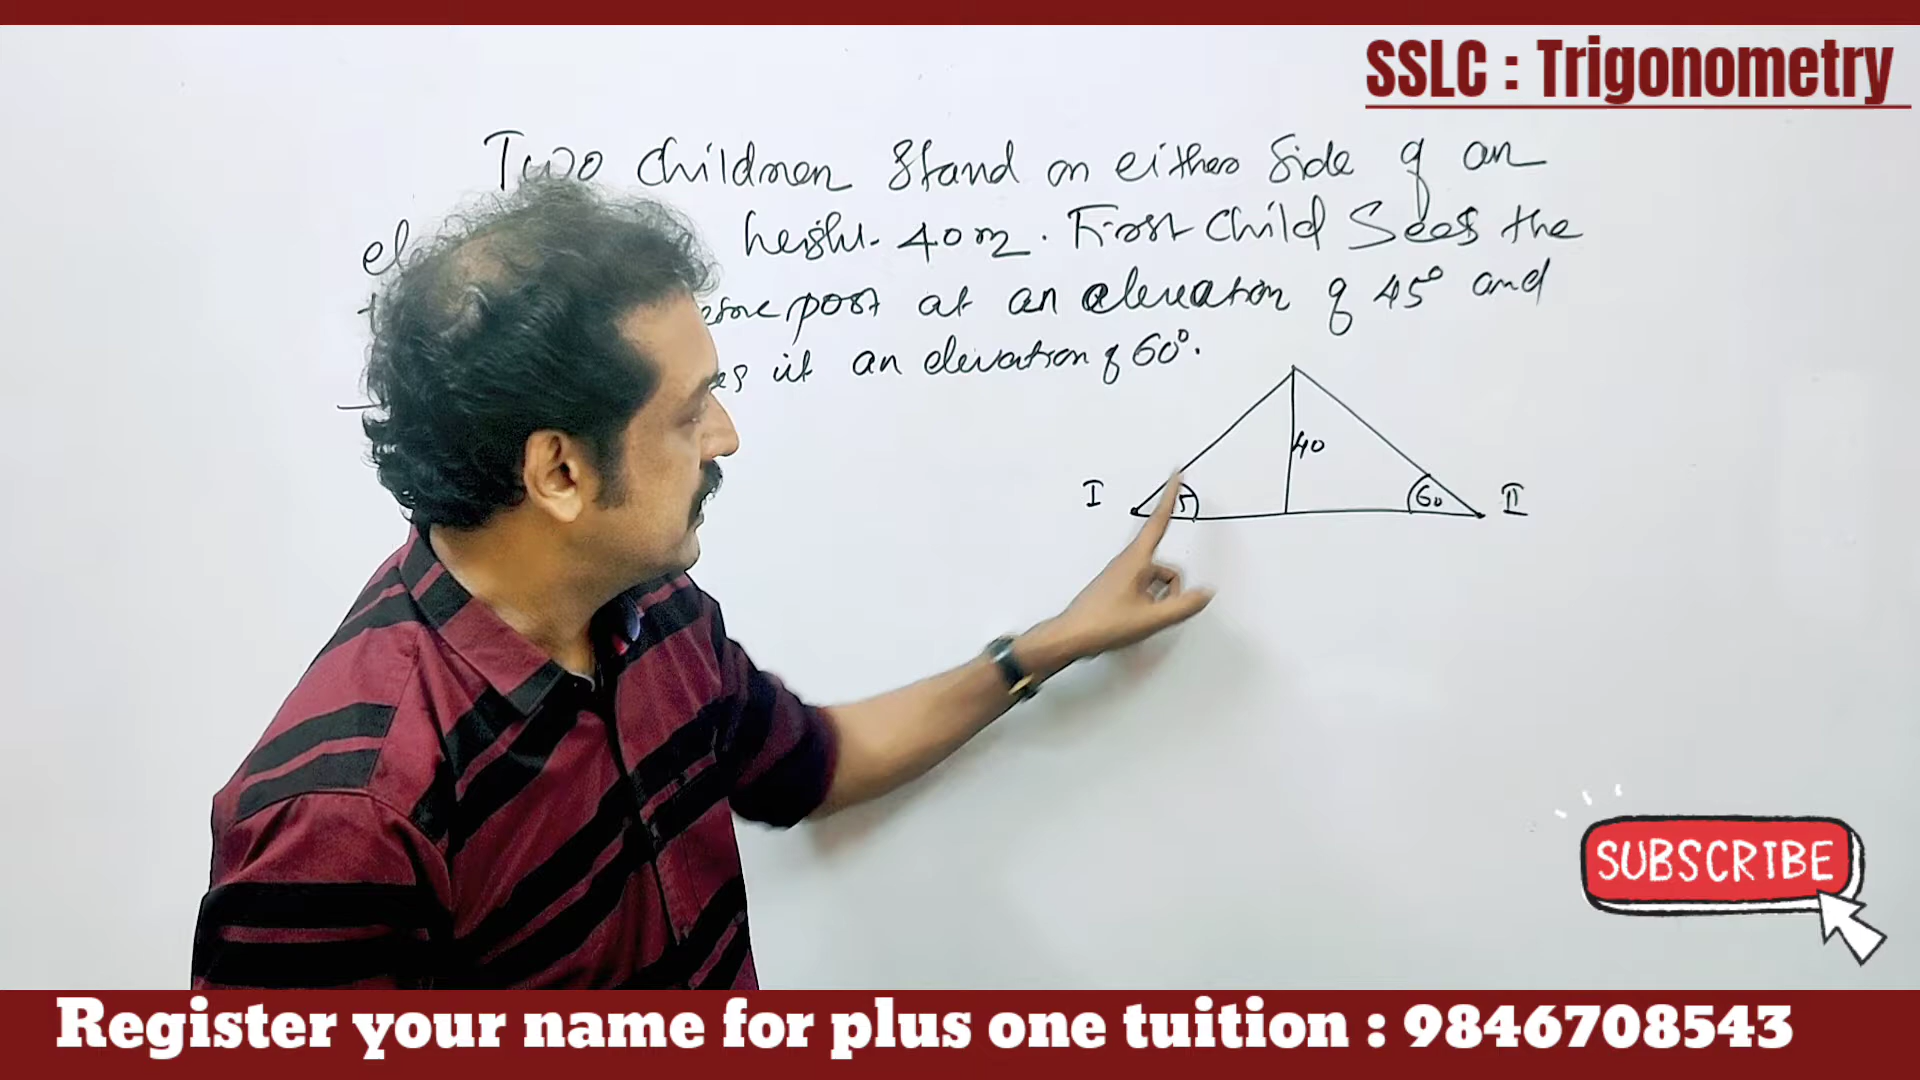 SSLC : Trigonometry
Two Children Stand on either side of an
height 40 m. First Child Sees the
post at an elevation of 45° and
it an elevation of 60°.
40
I
60
II
SUBSCRIBE
Register your name for plus one tuition : 9846708543